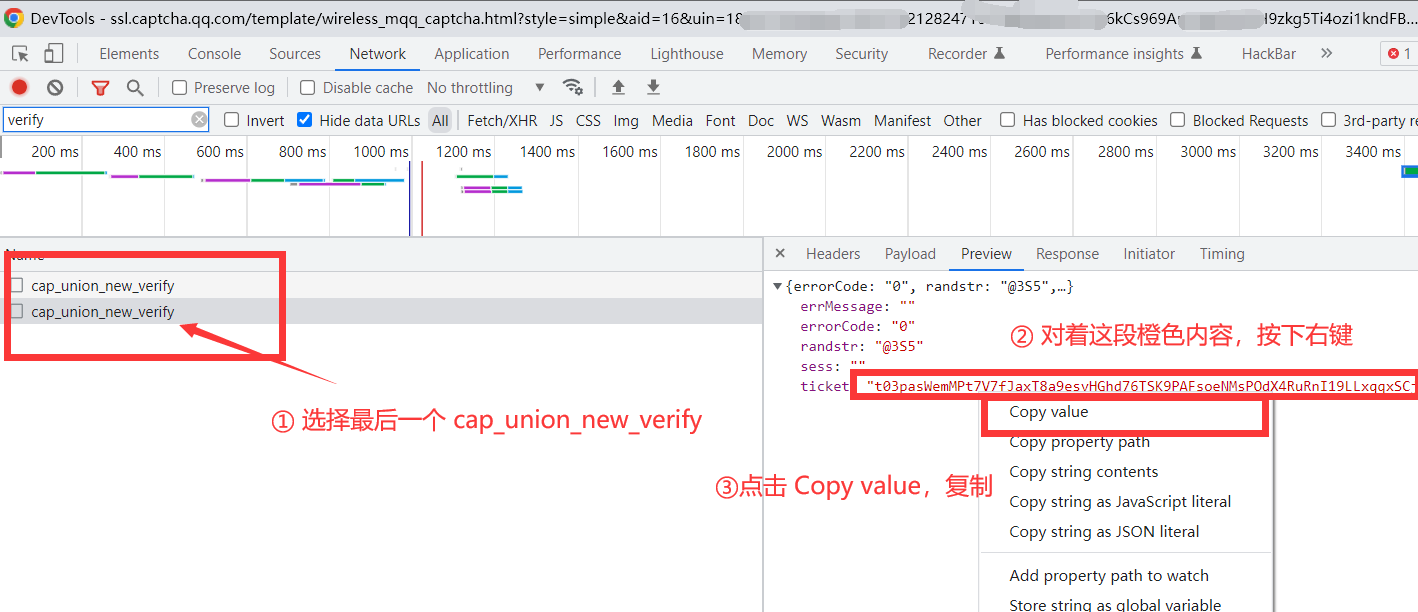 DevTools - ssl.captcha.qq.com/template/wireless_mqq_captcha.html?style=simple&aid=16&uin=18
Elements Console Sources Network Application Performance Lighthouse Memory Security Recorder Performance insights HackBar » 1
Preserve log Disable cache No throttling
verify Invert Hide data URLs All Fetch/XHR JS CSS Img Media Font Doc WS Wasm Manifest Other Has blocked cookies Blocked Requests 3rd-party re
200 ms 400 ms 600 ms 800 ms 1000 ms 1200 ms 1400 ms 1600 ms 1800 ms 2000 ms 2200 ms 2400 ms 2600 ms 2800 ms 3000 ms 3200 ms 3400 ms
Name
cap_union_new_verify
cap_union_new_verify
① 选择最后一个 cap_union_new_verify
× Headers Payload Preview Response Initiator Timing
{errorCode: "0", randstr: "@3S5",…}
errMessage: ""
errorCode: "0"
randstr: "@3S5"
sess: ""
ticket "t03pasWemMPt7V7fJaxT8a9esvHGhd76TSK9PAFsoeNMsPOdX4RuRnI19LLxqqxSC
② 对着这段橙色内容，按下右键
Copy value
Copy property path
Copy string contents
Copy string as JavaScript literal
Copy string as JSON literal
Add property path to watch
Store string as global variable
③点击 Copy value，复制